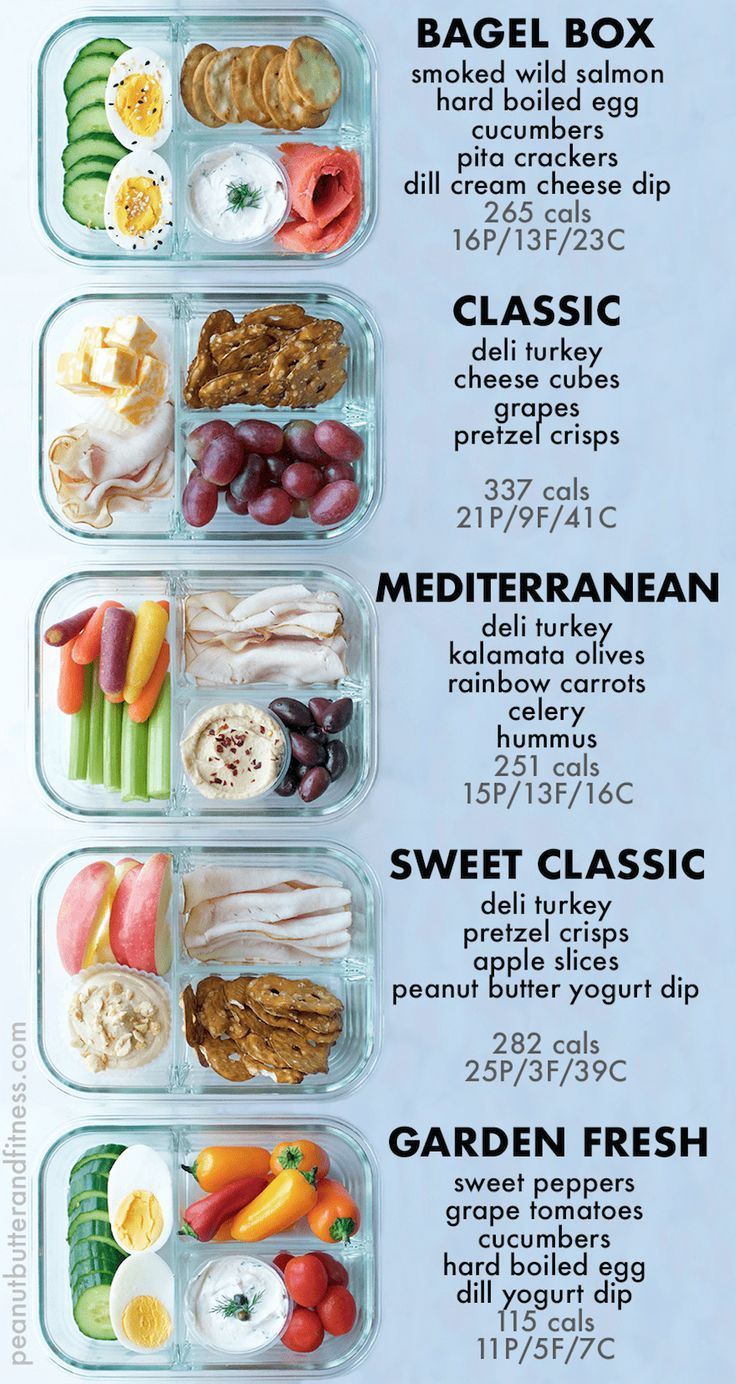 BAGEL BOX
smoked wild salmon
hard boiled egg
cucumbers
pita crackers
dill cream cheese dip
265 cals
16P/13F/23C
CLASSIC
deli turkey
cheese cubes
grapes
pretzel crisps
337 cals
21P/9F/41C
MEDITERRANEAN
deli turkey
kalamata olives
rainbow carrots
celery
hummus
251 cals
15P/13F/16C
SWEET CLASSIC
deli turkey
pretzel crisps
apple slices
peanut butter yogurt dip
282 cals
25P/3F/39C
GARDEN FRESH
sweet peppers
grape tomatoes
cucumbers
hard boiled egg
dill yogurt dip
115 cals
11P/5F/7C
peanutbutterandfitness.com